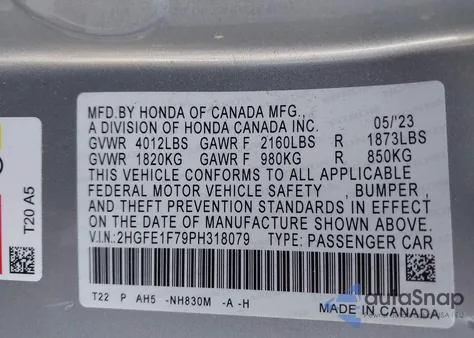 MFD.BY HONDA OF CANADA MFG.,
A DIVISION OF HONDA CANADA INC. 05/'23
GVWR 4012LBS GAWR F 2160LBS R 1873LBS
GVWR 1820KG GAWR F 980KG R 850KG
THIS VEHICLE CONFORMS TO ALL APPLICABLE
FEDERAL MOTOR VEHICLE SAFETY , BUMPER ,
AND THEFT PREVENTION STANDARDS IN EFFECT
ON THE DATE OF MANUFACTURE SHOWN ABOVE.
V.I.N.: 2HGFE1F79PH318079 TYPE: PASSENGER CAR
T22 P AH5 -NH830M -A -H
MADE IN CANADA
T20 A5
autoSnap